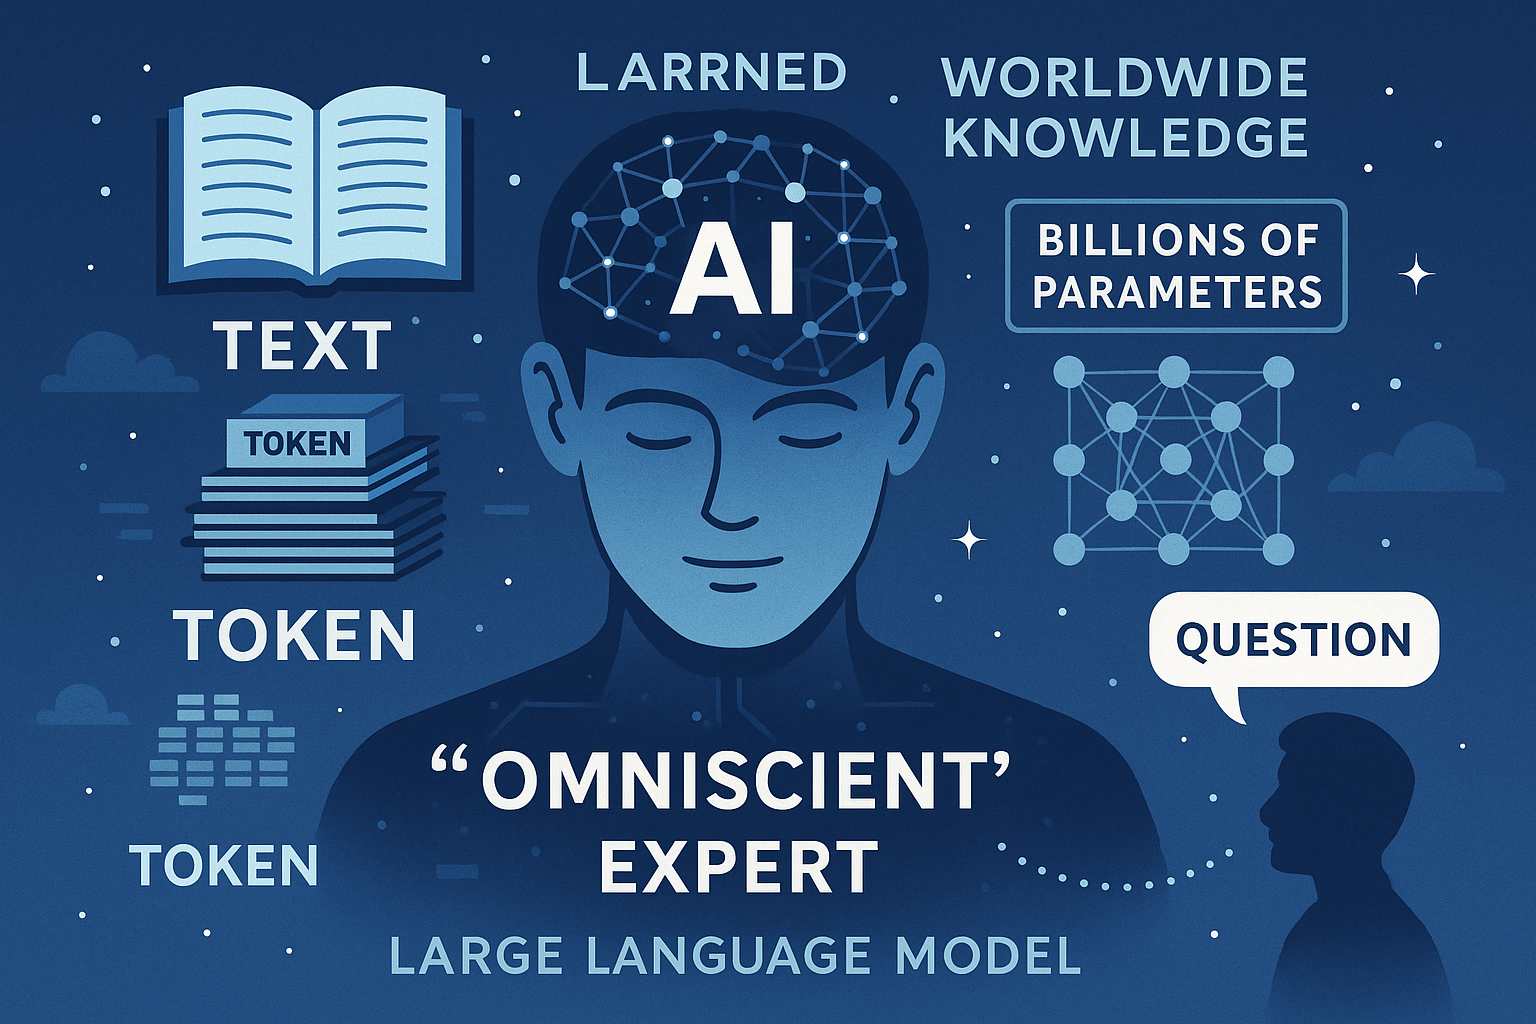 LARRNED
WORLDWIDE
KNOWLEDGE
AI
BILLIONS OF
PARAMETERS
TEXT
TOKEN
TOKEN
QUESTION
“OMNISCIENT’
EXPERT
TOKEN
LARGE LANGUAGE MODEL